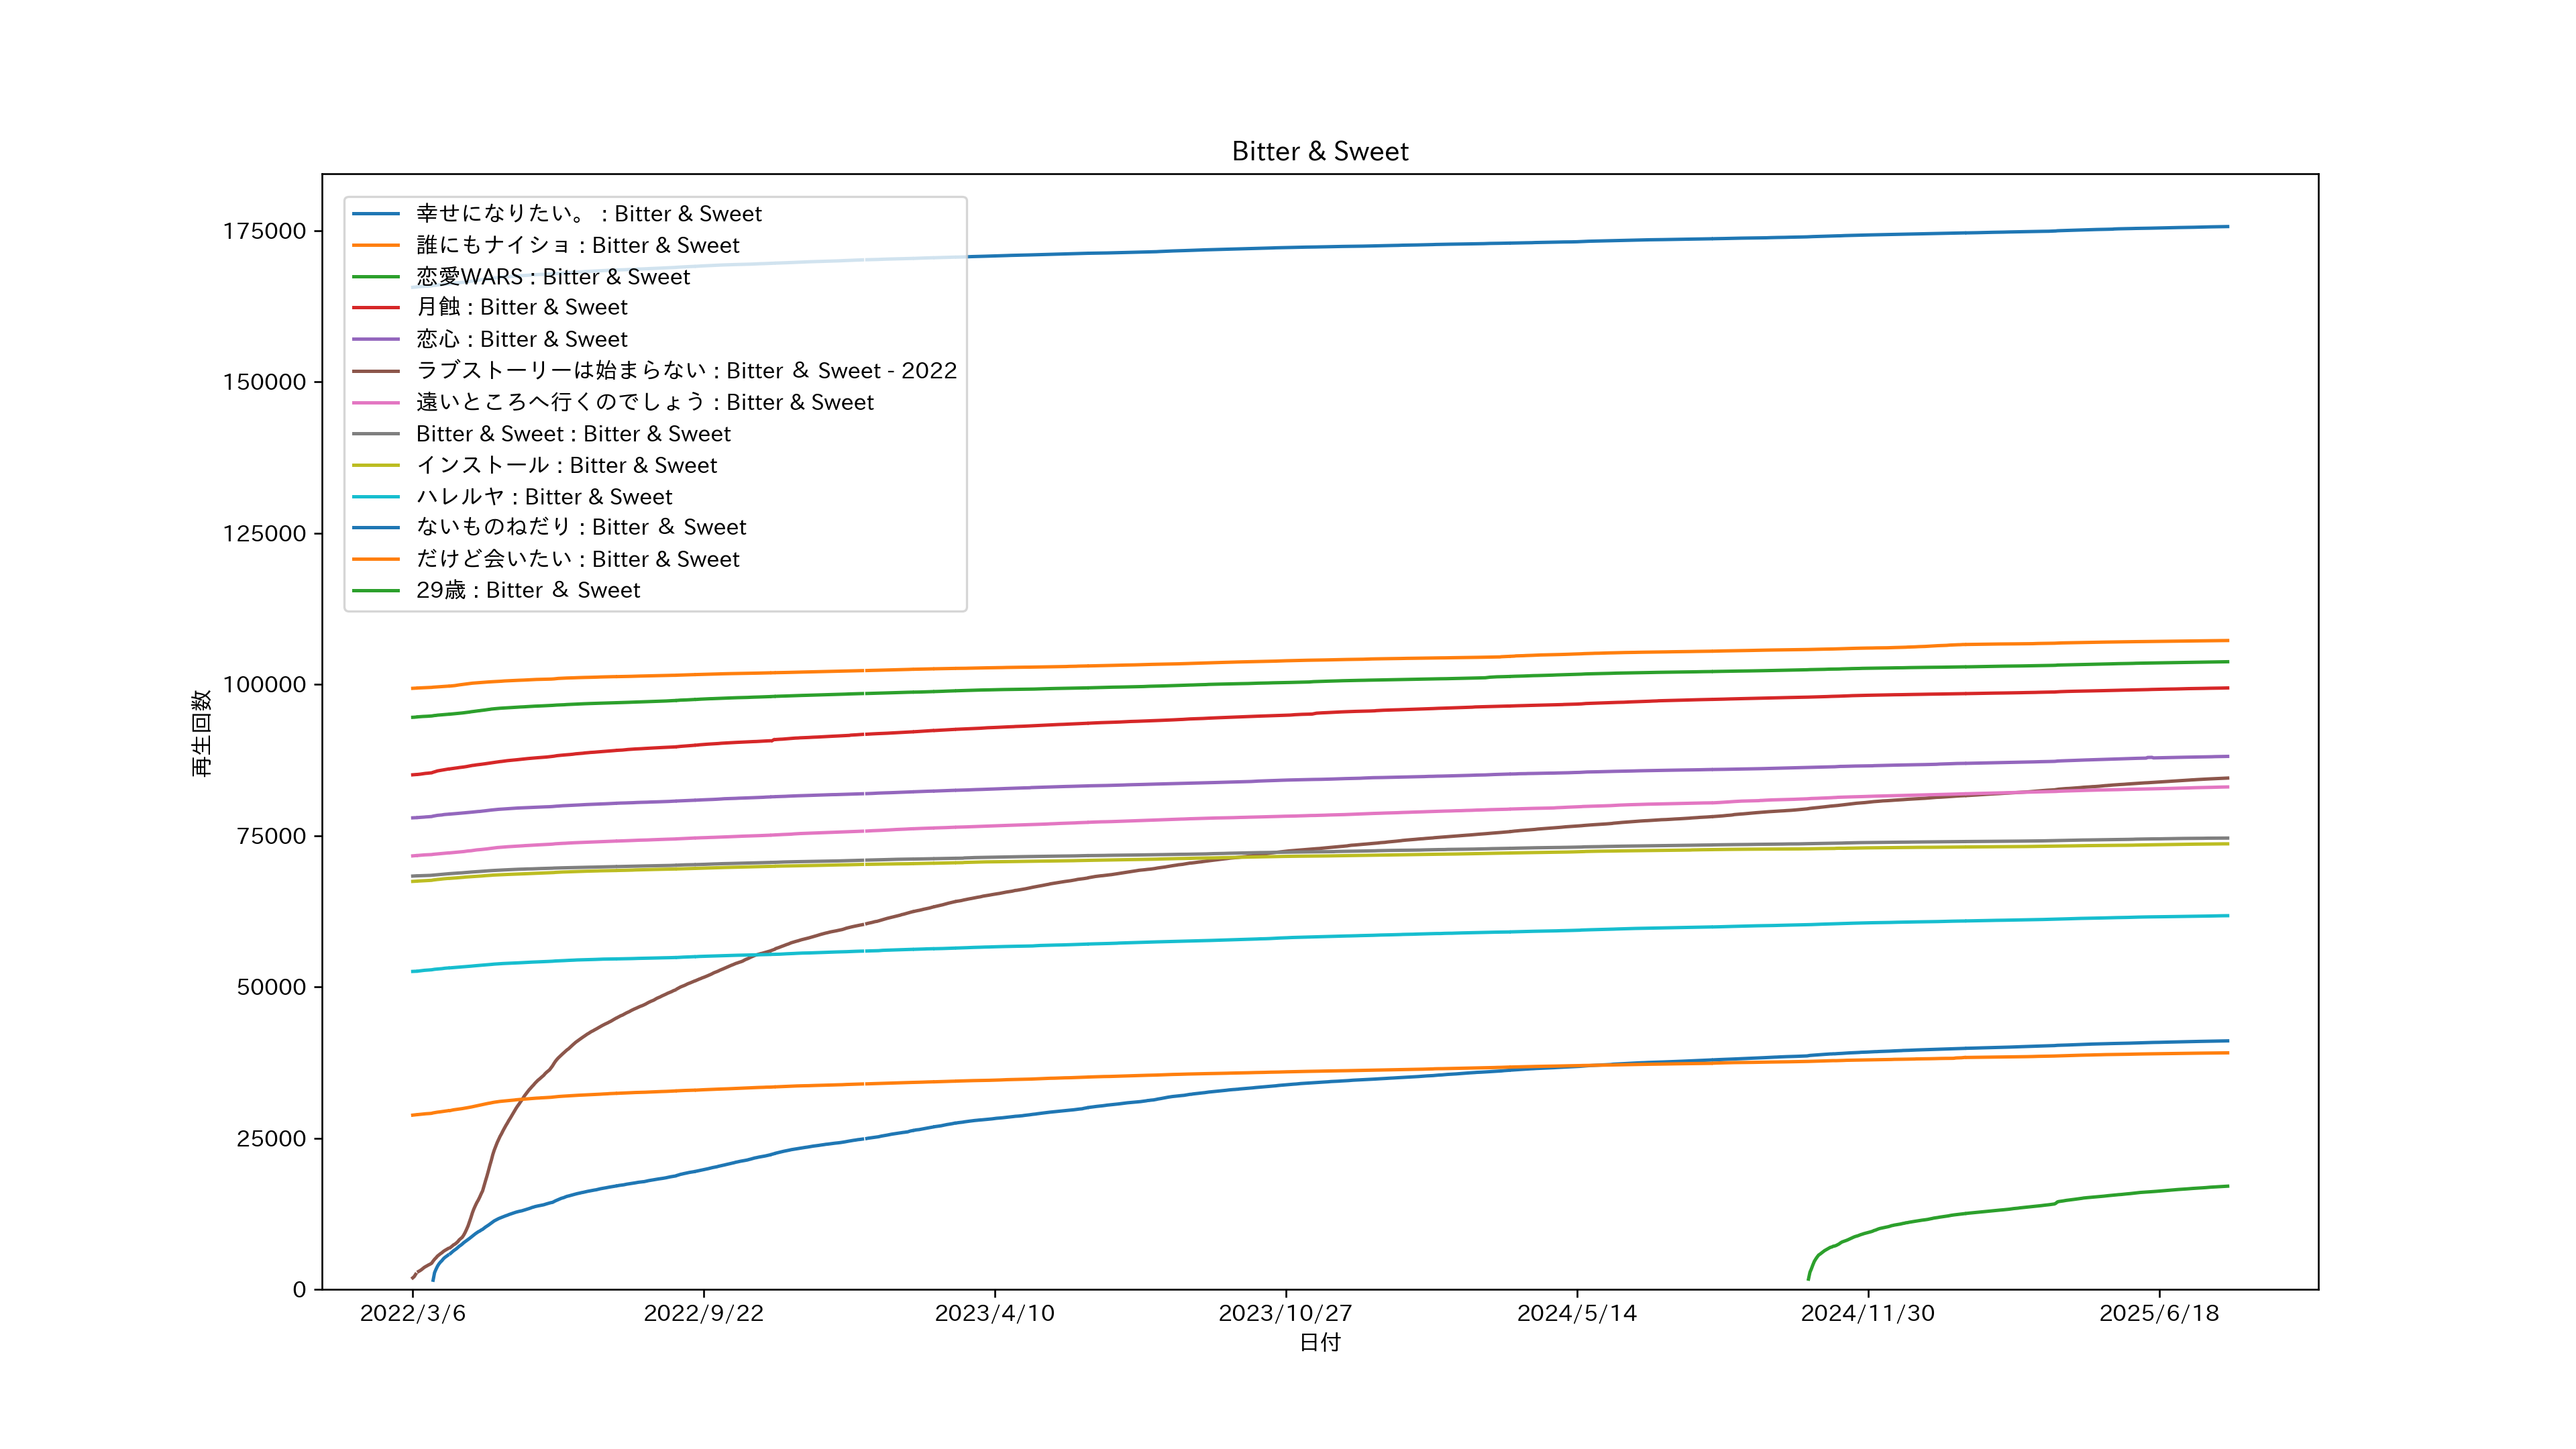 Bitter & Sweet
175000
150000
125000
100000
75000
50000
25000
0
再生回数
幸せになりたい。 : Bitter & Sweet
誰にもナイショ : Bitter & Sweet
恋愛WARS : Bitter & Sweet
月蝕 : Bitter & Sweet
恋心 : Bitter & Sweet
ラブストーリーは始まらない : Bitter ＆ Sweet - 2022
遠いところへ行くのでしょう : Bitter & Sweet
Bitter & Sweet : Bitter & Sweet
インストール : Bitter & Sweet
ハレルヤ : Bitter & Sweet
ないものねだり : Bitter ＆ Sweet
だけど会いたい : Bitter & Sweet
29歳 : Bitter ＆ Sweet
2022/3/6 2022/9/22 2023/4/10 2023/10/27 2024/5/14 2024/11/30 2025/6/18
日付